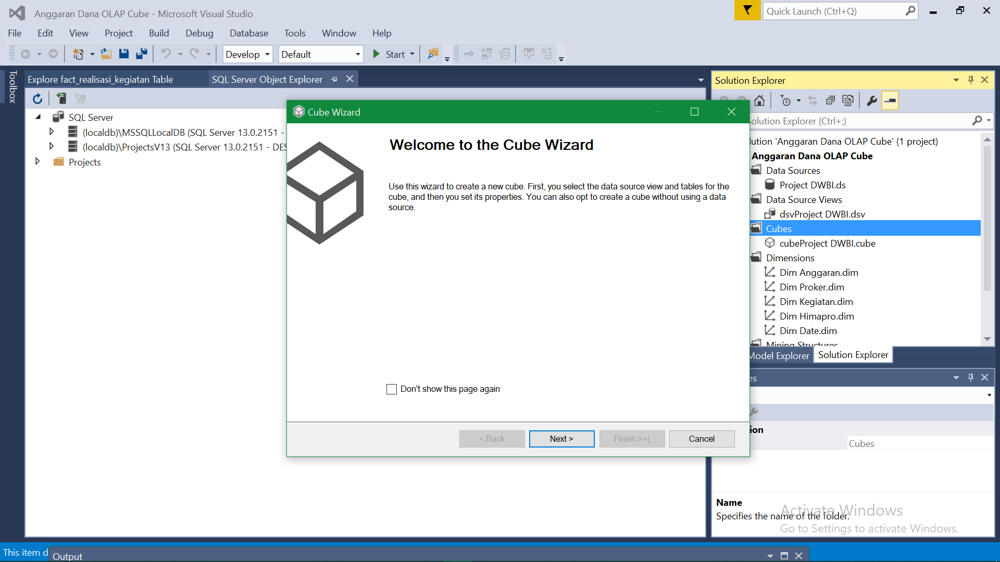 Anggaran Dana OLAP Cube - Microsoft Visual Studio
Quick Launch (Ctrl+Q)
File Edit View Project Build Debug Database Tools Window Help
Develop Default Start
Toolbox
Explore fact_realisasi_kegiatan Table
SQL Server Object Explorer
SQL Server
(localdb)\MSSQLLocalDB (SQL Server 13.0.2151 -
(localdb)\ProjectsV13 (SQL Server 13.0.2151 - DES
Projects
Cube Wizard
Welcome to the Cube Wizard
Use this wizard to create a new cube. First, you select the data source view and tables for the
cube, and then you set its properties. You can also opt to create a cube without using a data
source.
Don't show this page again
< Back
Next >
Finish >>|
Cancel
Solution Explorer
olution Explorer (Ctrl+;)
lution 'Anggaran Dana OLAP Cube' (1 project)
Anggaran Dana OLAP Cube
Data Sources
Project DWBI.ds
Data Source Views
dsvProject DWBI.dsv
Cubes
cubeProject DWBI.cube
Dimensions
Dim Anggaran.dim
Dim Proker.dim
Dim Kegiatan.dim
Dim Himapro.dim
Dim Date.dim
Mining Structures
Model Explorer
Solution Explorer
es
ion
Cubes
Name
Specifies the name of the folder.
Activate Windows
Go to Settings to activate Windows.
This item d
Output